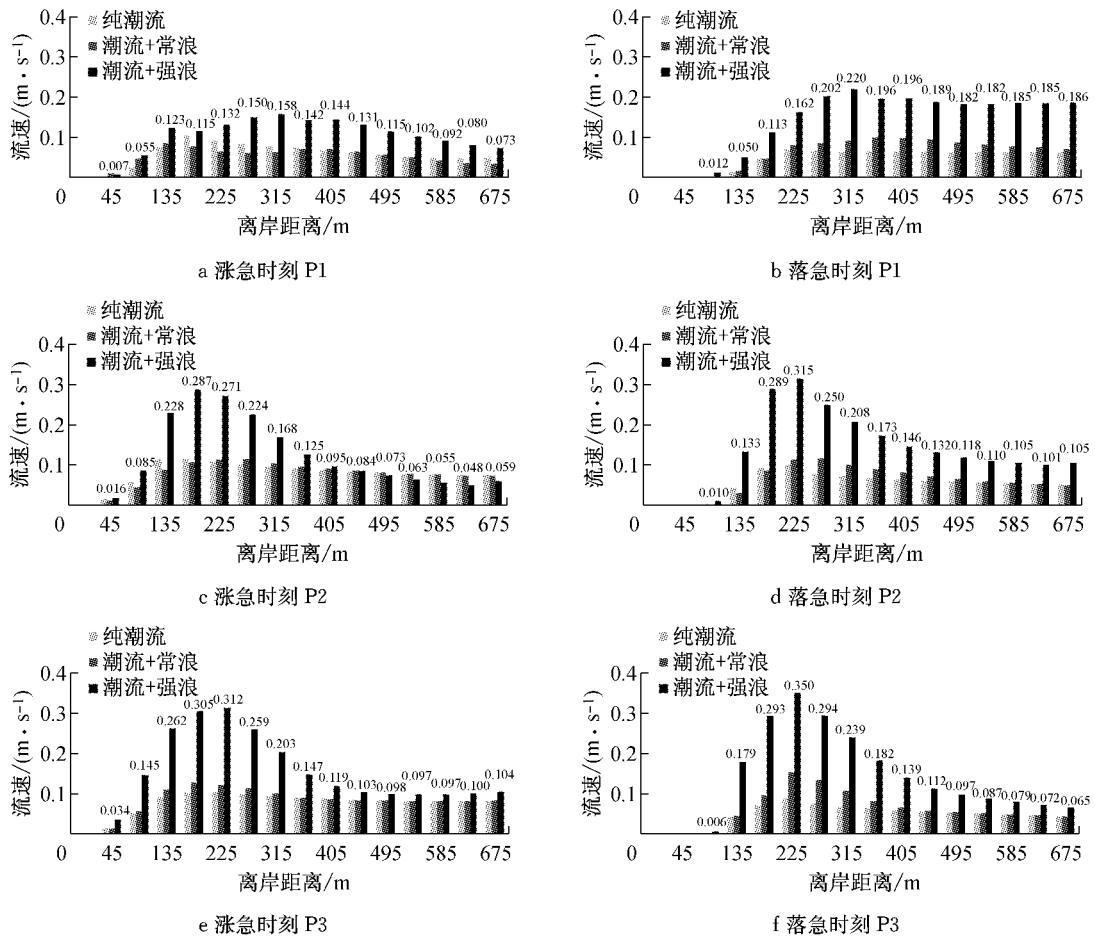 纯潮流
潮流+常浪
潮流+强浪
流速/(m·s⁻¹)
0.4
0.3
0.2
0.1
0.007 0.055 0.123 0.115 0.132 0.150 0.158 0.142 0.144 0.131 0.115 0.102 0.092 0.080 0.073
0 45 135 225 315 405 495 585 675
离岸距离/m
a 涨急时刻 P1
纯潮流
潮流+常浪
潮流+强浪
流速/(m·s⁻¹)
0.4
0.3
0.2
0.1
0.012 0.050 0.113 0.162 0.202 0.220 0.196 0.196 0.189 0.182 0.182 0.185 0.185 0.186
0 45 135 225 315 405 495 585 675
离岸距离/m
b 落急时刻 P1
纯潮流
潮流+常浪
潮流+强浪
流速/(m·s⁻¹)
0.4
0.3
0.2
0.1
0.016 0.085 0.228 0.287 0.271 0.224 0.168 0.125 0.095 0.084 0.073 0.063 0.055 0.048 0.059
0 45 135 225 315 405 495 585 675
离岸距离/m
c 涨急时刻 P2
纯潮流
潮流+常浪
潮流+强浪
流速/(m·s⁻¹)
0.4
0.3
0.2
0.1
0.010 0.133 0.289 0.315 0.250 0.208 0.173 0.146 0.132 0.118 0.110 0.105 0.101 0.105
0 45 135 225 315 405 495 585 675
离岸距离/m
d 落急时刻 P2
纯潮流
潮流+常浪
潮流+强浪
流速/(m·s⁻¹)
0.4
0.3
0.2
0.1
0.034 0.145 0.262 0.305 0.312 0.259 0.203 0.147 0.119 0.103 0.098 0.097 0.097 0.100 0.104
0 45 135 225 315 405 495 585 675
离岸距离/m
e 涨急时刻 P3
纯潮流
潮流+常浪
潮流+强浪
流速/(m·s⁻¹)
0.4
0.3
0.2
0.1
0.006 0.179 0.293 0.350 0.294 0.239 0.182 0.139 0.112 0.097 0.087 0.079 0.072 0.065
0 45 135 225 315 405 495 585 675
离岸距离/m
f 落急时刻 P3